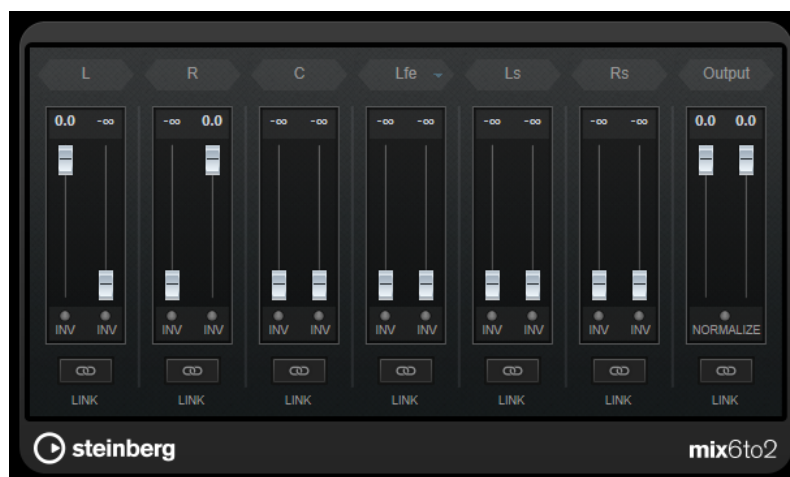 L R C Lfe Ls Rs Output
0.0 -∞ -∞ 0.0 -∞ -∞ -∞ -∞ -∞ -∞ -∞ -∞ 0.0 0.0
INV INV INV INV INV INV INV INV INV INV INV INV NORMALIZE
LINK LINK LINK LINK LINK LINK LINK
steinberg mix6to2